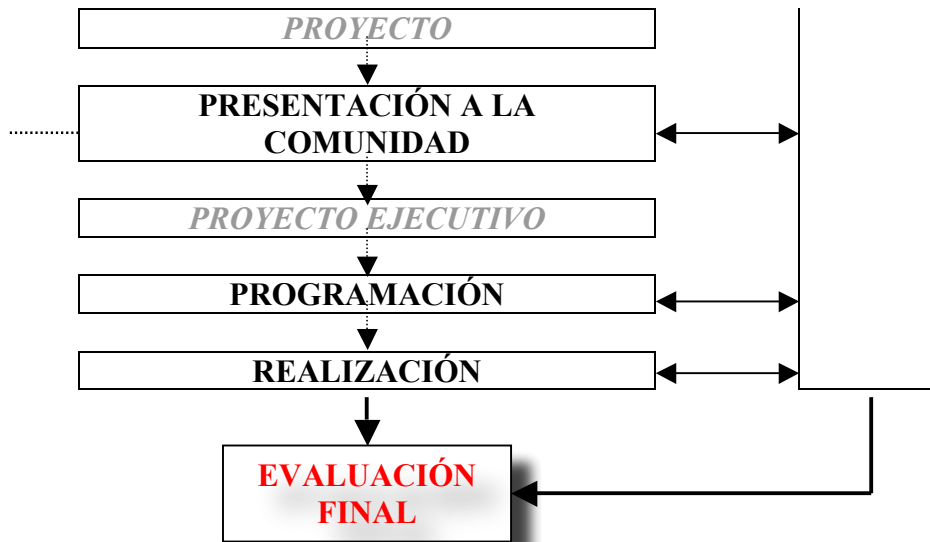 PROYECTO
PRESENTACIÓN A LA
COMUNIDAD
PROYECTO EJECUTIVO
PROGRAMACIÓN
REALIZACIÓN
EVALUACIÓN
FINAL